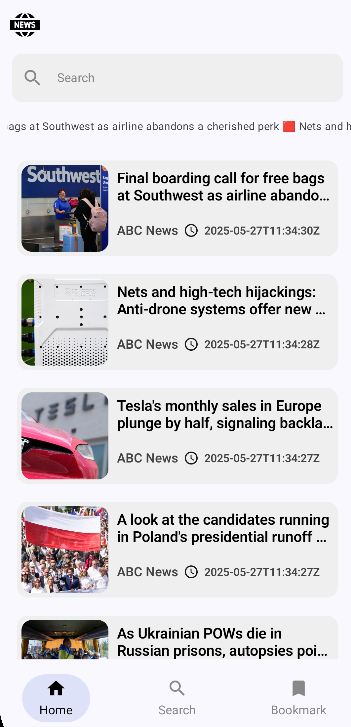 NEWS
Search
bags at Southwest as airline abandons a cherished perk 🟥 Nets and h
Southwest
Final boarding call for free bags
at Southwest as airline abando...
ABC News 2025-05-27T11:34:30Z
Nets and high-tech hijackings:
Anti-drone systems offer new ...
ABC News 2025-05-27T11:34:28Z
TESL
Tesla's monthly sales in Europe
plunge by half, signaling backla...
ABC News 2025-05-27T11:34:27Z
A look at the candidates running
in Poland's presidential runoff ...
ABC News 2025-05-27T11:34:27Z
As Ukrainian POWs die in
Russian prisons, autopsies poi...
Home
Search
Bookmark